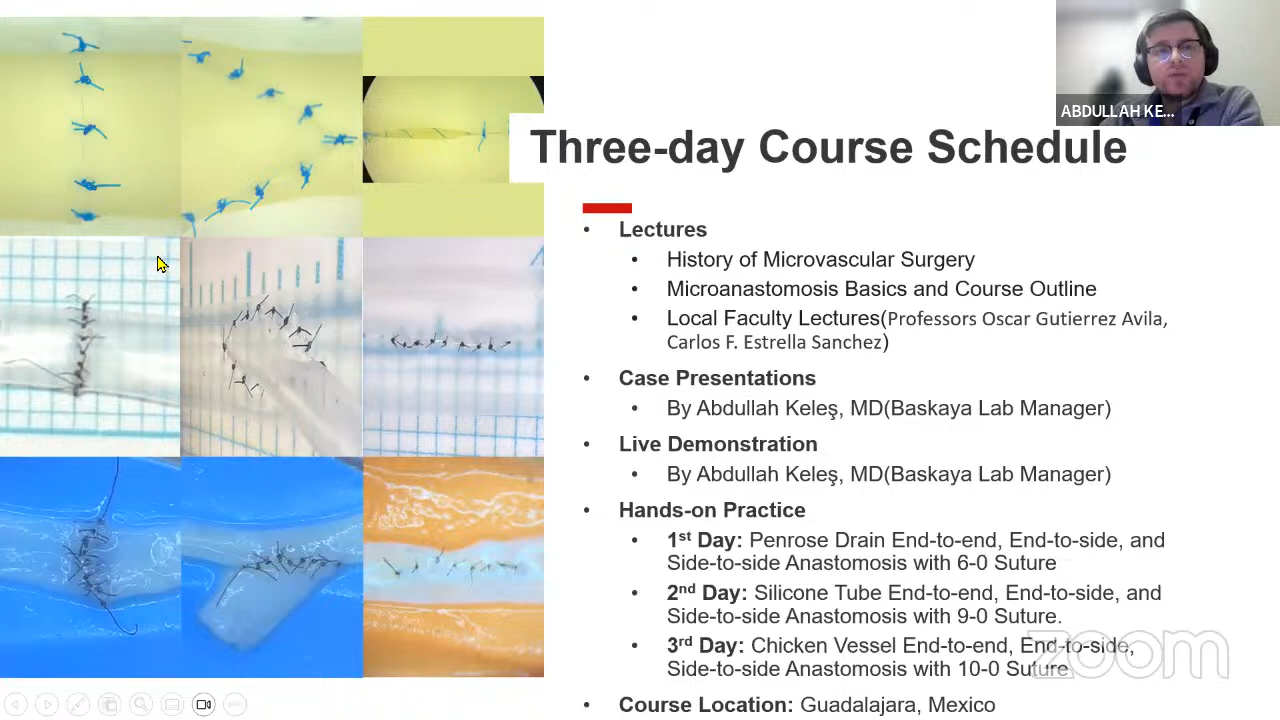 ABDULLAH KE...
Three-day Course Schedule
• Lectures
• History of Microvascular Surgery
• Microanastomosis Basics and Course Outline
• Local Faculty Lectures(Professors Oscar Gutierrez Avila,
Carlos F. Estrella Sanchez)
• Case Presentations
• By Abdullah Keleş, MD(Baskaya Lab Manager)
• Live Demonstration
• By Abdullah Keleş, MD(Baskaya Lab Manager)
• Hands-on Practice
• 1st Day: Penrose Drain End-to-end, End-to-side, and
Side-to-side Anastomosis with 6-0 Suture
• 2nd Day: Silicone Tube End-to-end, End-to-side, and
Side-to-side Anastomosis with 9-0 Suture.
• 3rd Day: Chicken Vessel End-to-end, End-to-side,
Side-to-side Anastomosis with 10-0 Suture
zoom
• Course Location: Guadalajara, Mexico